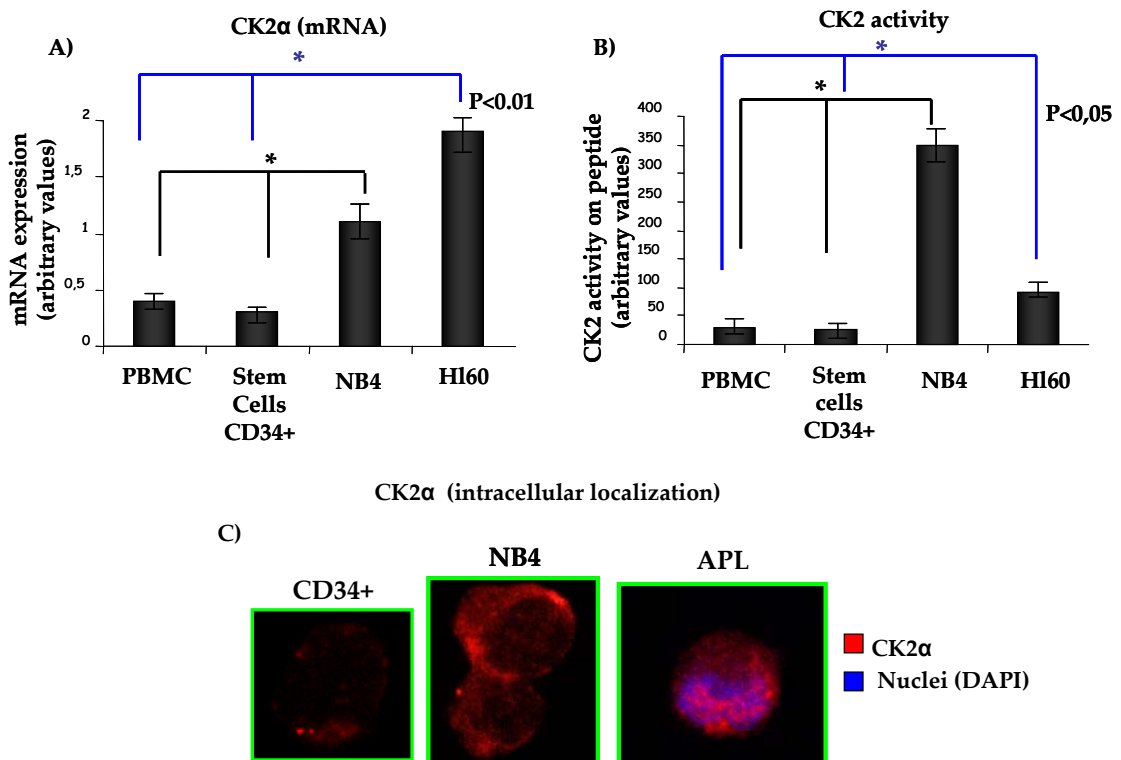 CK2α (mRNA)
A)
*
P<0.01
*
mRNA expression
(arbitrary values)
2
1,5
1
0,5
0
PBMC
Stem
Cells
CD34+
NB4
Hl60
CK2 activity
B)
*
*
P<0,05
CK2 activity on peptide
(arbitrary values)
400
350
300
250
200
150
100
50
0
PBMC
Stem
cells
CD34+
NB4
Hl60
CK2α (intracellular localization)
C)
CD34+
NB4
APL
CK2α
Nuclei (DAPI)